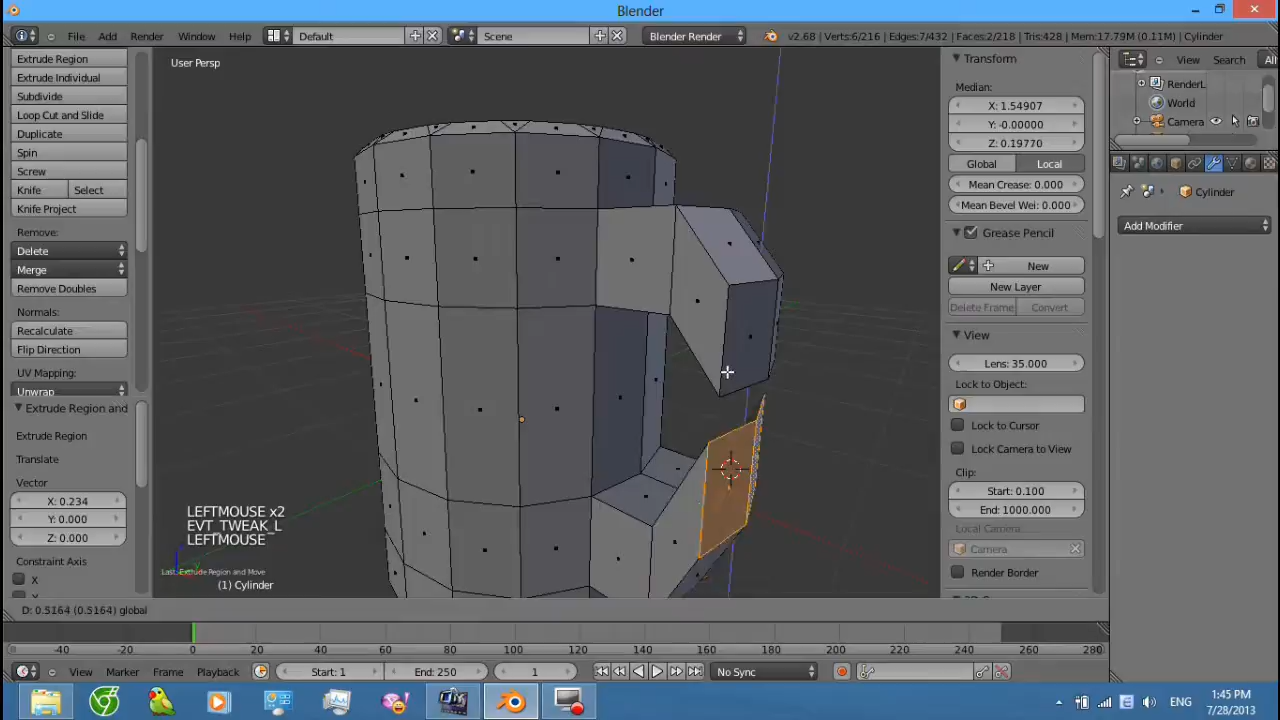 Blender
File Add Render Window Help Default Scene Blender Render v2.68 | Verts:6/216 | Edges:7/432 | Faces:2/218 | Tris:428 | Mem:17.79M (0.11M) | Cylinder
Extrude Region
Extrude Individual
Subdivide
Loop Cut and Slide
Duplicate
Spin
Screw
Knife Select
Knife Project
Remove:
Delete
Merge
Remove Doubles
Normals:
Recalculate
Flip Direction
UV Mapping:
Unwrap
Extrude Region and
Extrude Region
Translate
X: 0.234
Y: 0.000
Z: 0.000
Constraint Axis
X
User Persp
LEFTMOUSE x2
EVT_TWEAK_L
LEFTMOUSE
Last: Extrude Region and Move
(1) Cylinder
D: 0.5164 (0.5164) global
Transform
Median:
X: 1.54907
Y: -0.00000
Z: 0.19770
Global Local
Mean Crease: 0.000
Mean Bevel Wei: 0.000
Grease Pencil
New
New Layer
Delete Frame Convert
View
Lens: 35.000
Lock to Object:
Lock to Cursor
Lock Camera to View
Clip:
Start: 0.100
End: 1000.000
Local Camera:
Camera
Render Border
View Search All
RenderL
World
Camera
Cylinder
Add Modifier
-40 -20 0 20 40 60 80 100 120 140 160 180 200 220 240 260 280
View Marker Frame Playback Start: 1 End: 250 1 No Sync
ENG
1:45 PM
7/28/2013